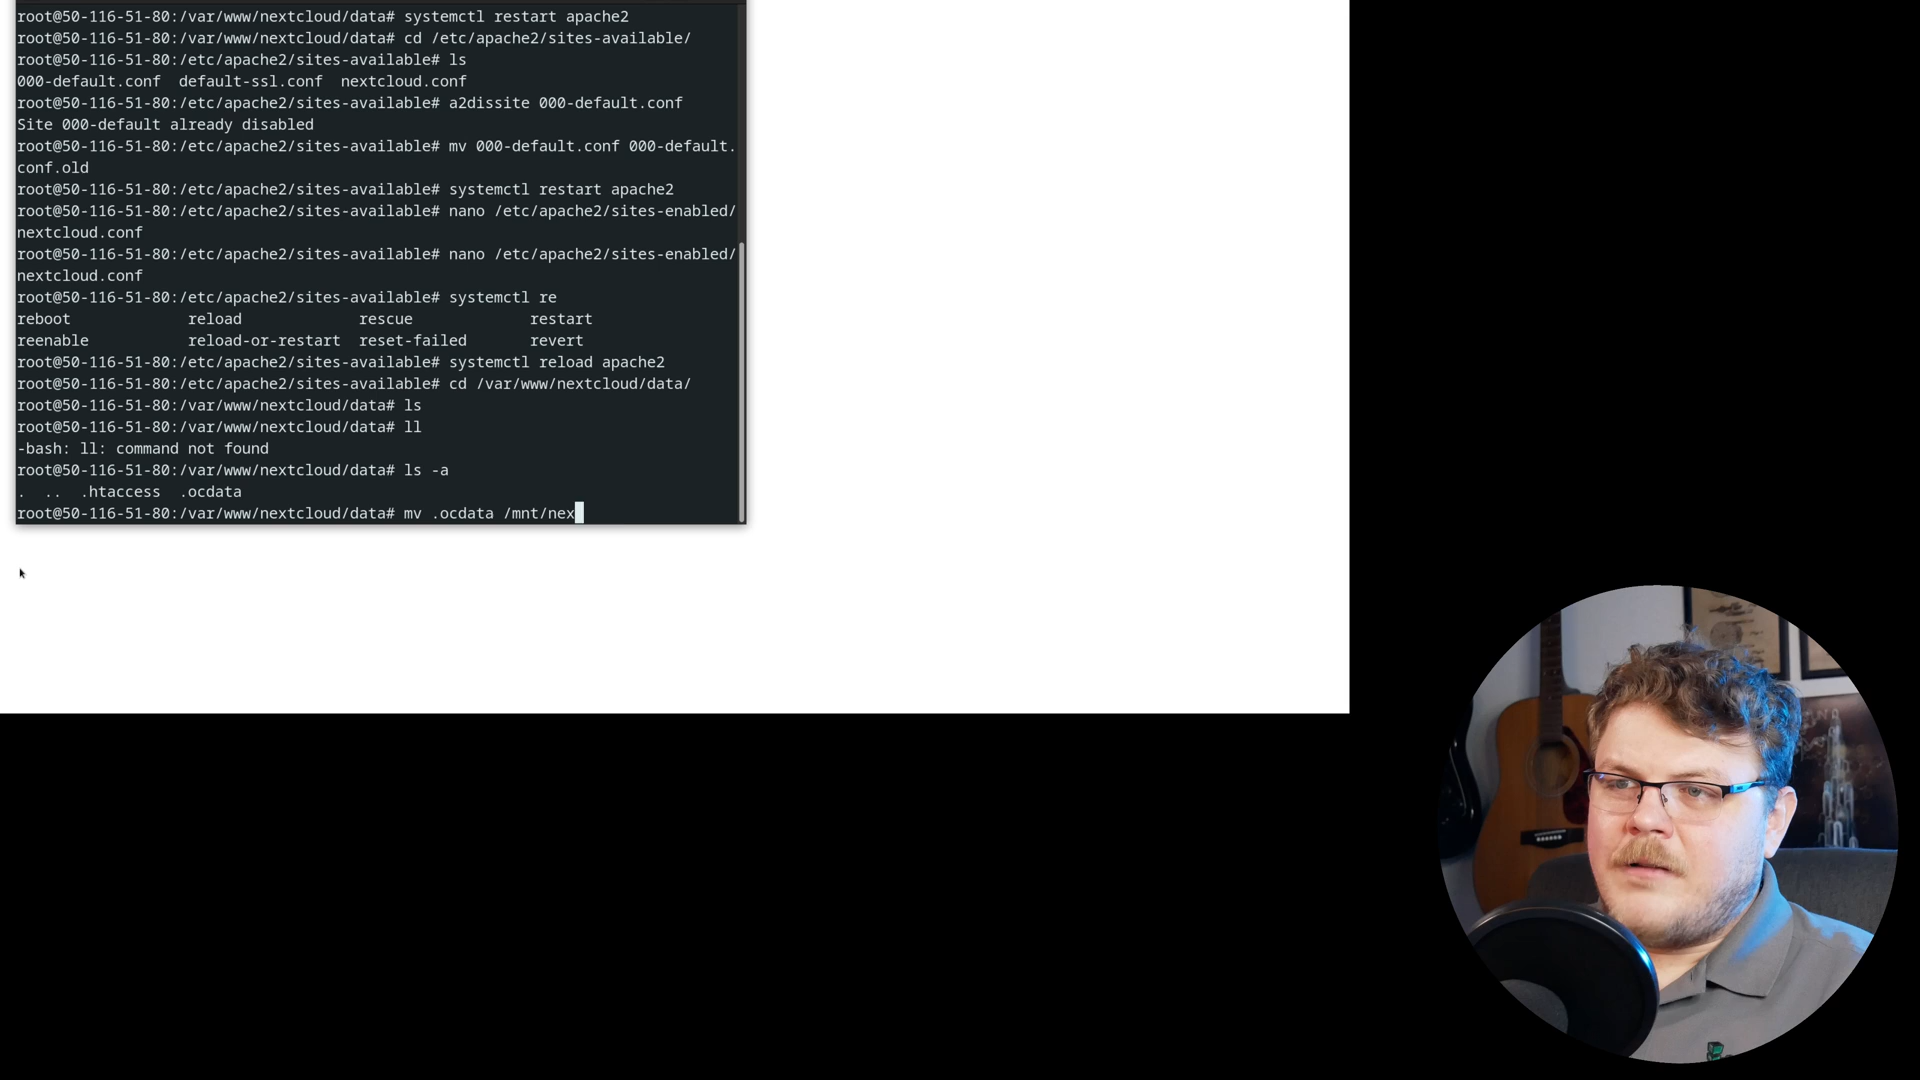 root@50-116-51-80:/var/www/nextcloud/data# systemctl restart apache2
root@50-116-51-80:/var/www/nextcloud/data# cd /etc/apache2/sites-available/
root@50-116-51-80:/etc/apache2/sites-available# ls
000-default.conf  default-ssl.conf  nextcloud.conf
root@50-116-51-80:/etc/apache2/sites-available# a2dissite 000-default.conf
Site 000-default already disabled
root@50-116-51-80:/etc/apache2/sites-available# mv 000-default.conf 000-default.
conf.old
root@50-116-51-80:/etc/apache2/sites-available# systemctl restart apache2
root@50-116-51-80:/etc/apache2/sites-available# nano /etc/apache2/sites-enabled/
nextcloud.conf
root@50-116-51-80:/etc/apache2/sites-available# nano /etc/apache2/sites-enabled/
nextcloud.conf
root@50-116-51-80:/etc/apache2/sites-available# systemctl re
reboot             reload             rescue             restart
reenable           reload-or-restart  reset-failed       revert
root@50-116-51-80:/etc/apache2/sites-available# systemctl reload apache2
root@50-116-51-80:/etc/apache2/sites-available# cd /var/www/nextcloud/data/
root@50-116-51-80:/var/www/nextcloud/data# ls
root@50-116-51-80:/var/www/nextcloud/data# ll
-bash: ll: command not found
root@50-116-51-80:/var/www/nextcloud/data# ls -a
.  ..  .htaccess  .ocdata
root@50-116-51-80:/var/www/nextcloud/data# mv .ocdata /mnt/nex